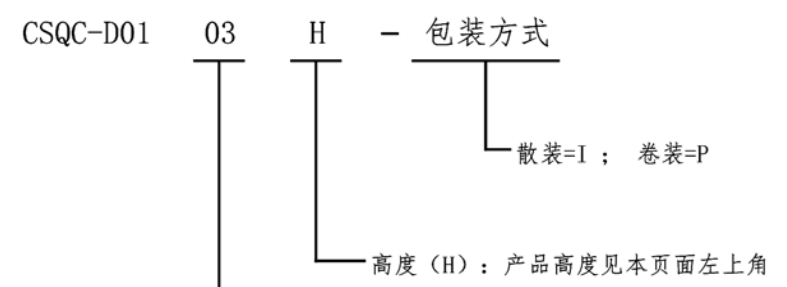 CSQC-D01 03 H - 包装方式
散装=I ； 卷装=P
高度（H）：产品高度见本页面左上角